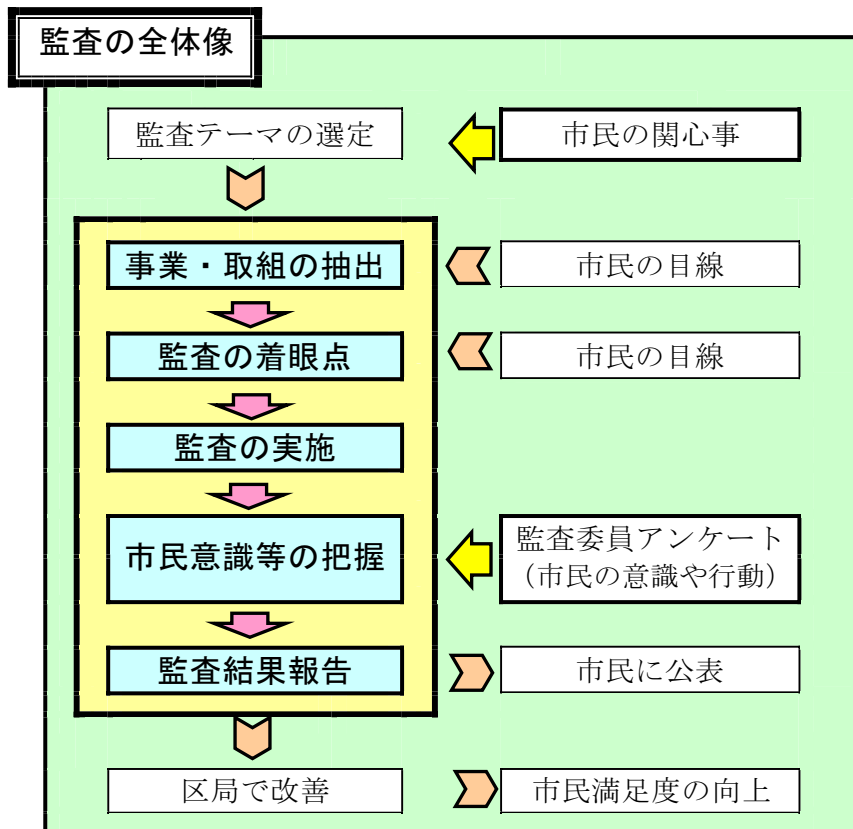 監査の全体像
監査テーマの選定
市民の関心事
事業・取組の抽出
市民の目線
監査の着眼点
市民の目線
監査の実施
市民意識等の把握
監査委員アンケート
（市民の意識や行動）
監査結果報告
市民に公表
区局で改善
市民満足度の向上